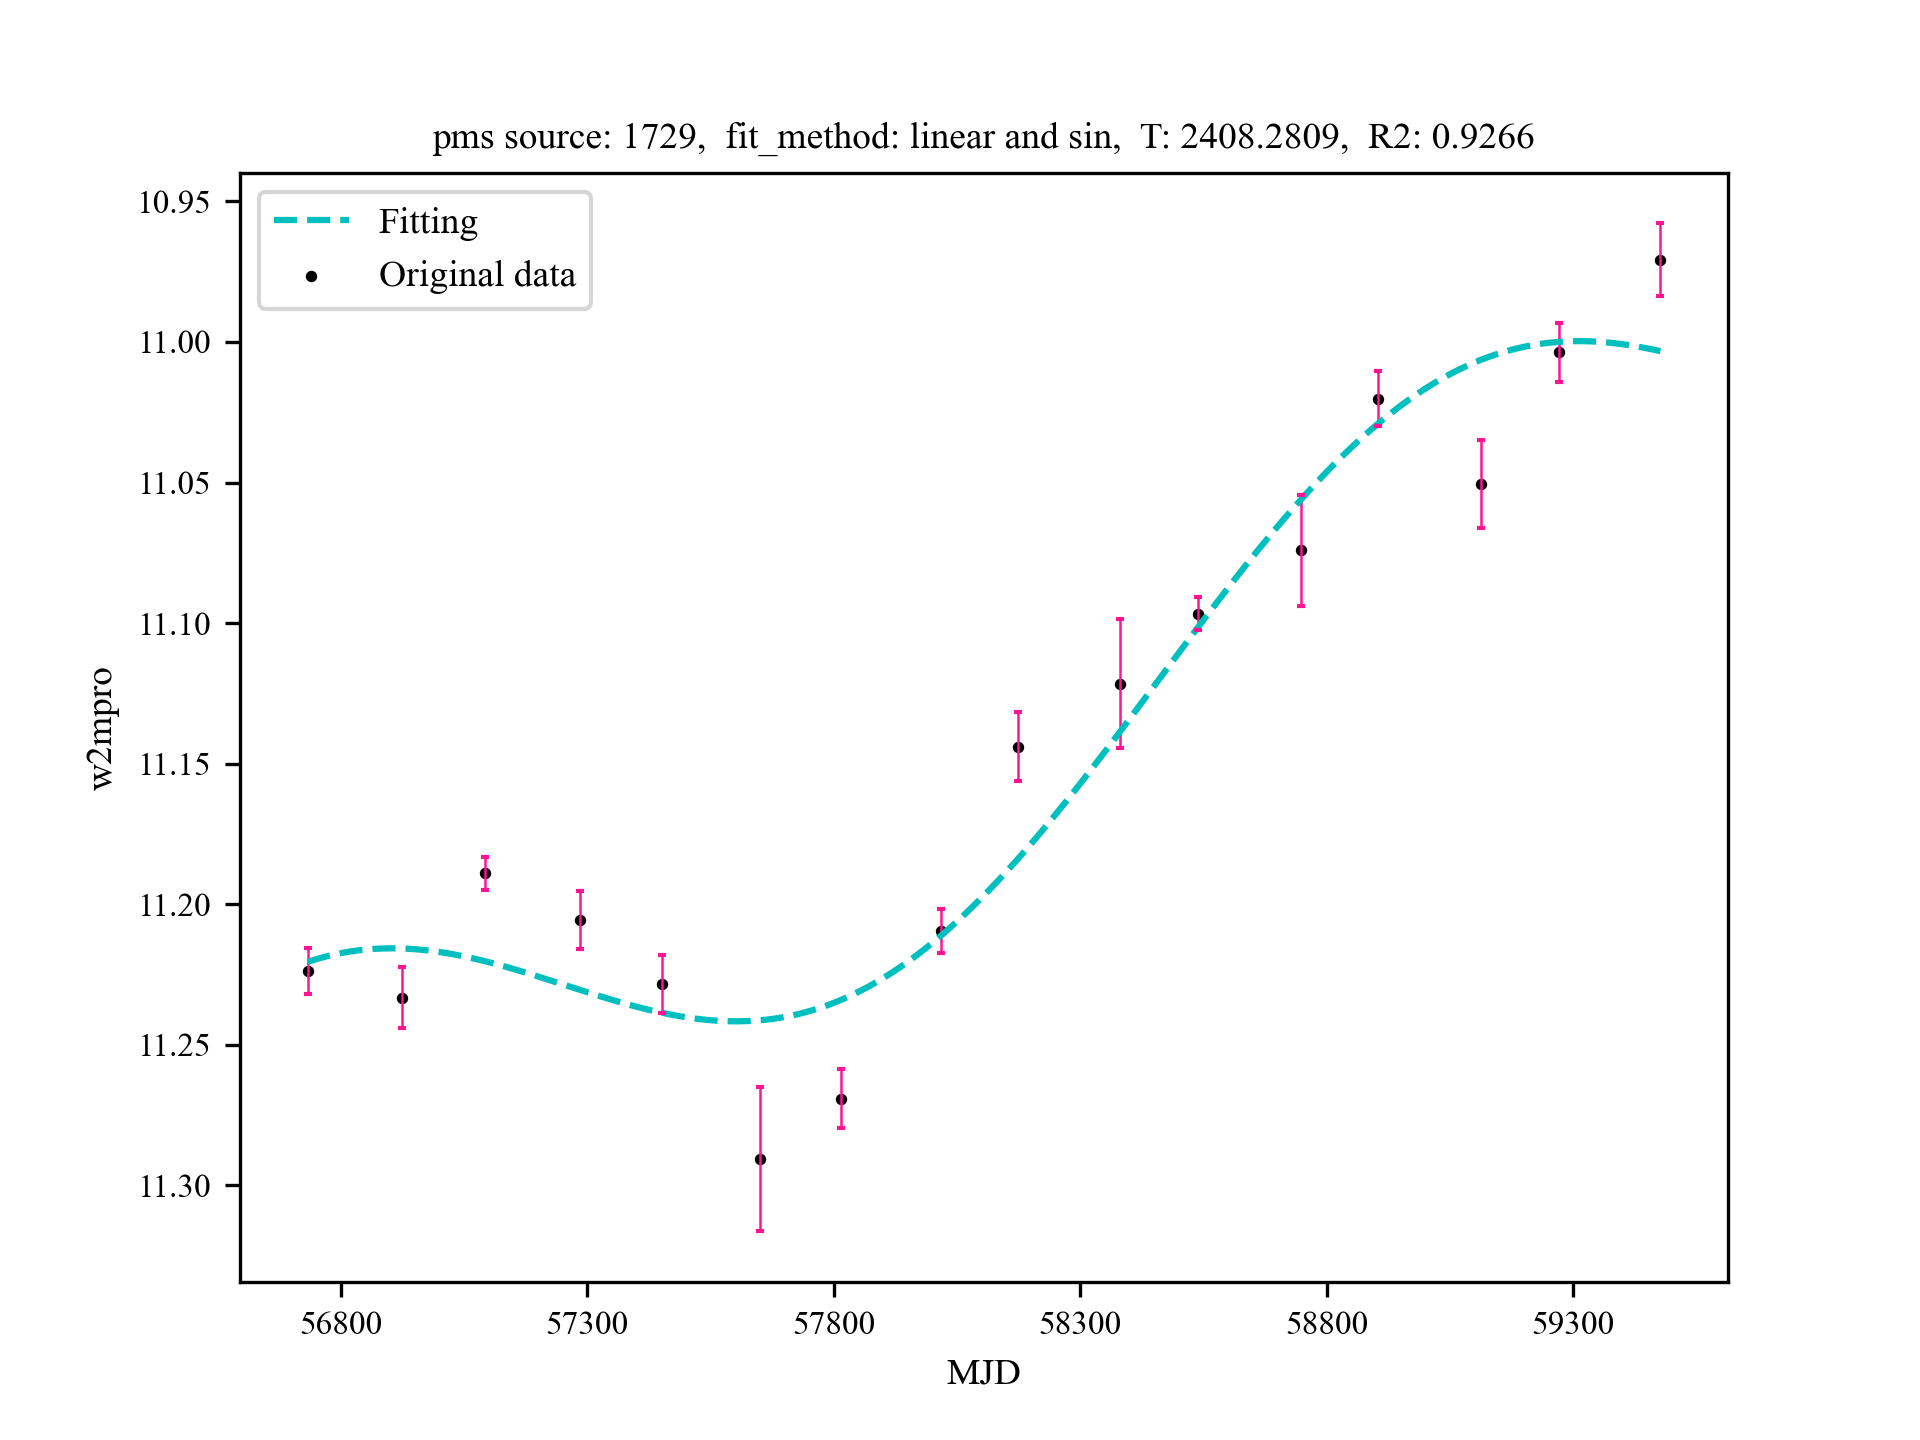 pms source: 1729,  fit_method: linear and sin,  T: 2408.2809,  R2: 0.9266
Fitting
Original data
10.95
11.00
11.05
11.10
11.15
11.20
11.25
11.30
w2mpro
56800 57300 57800 58300 58800 59300
MJD